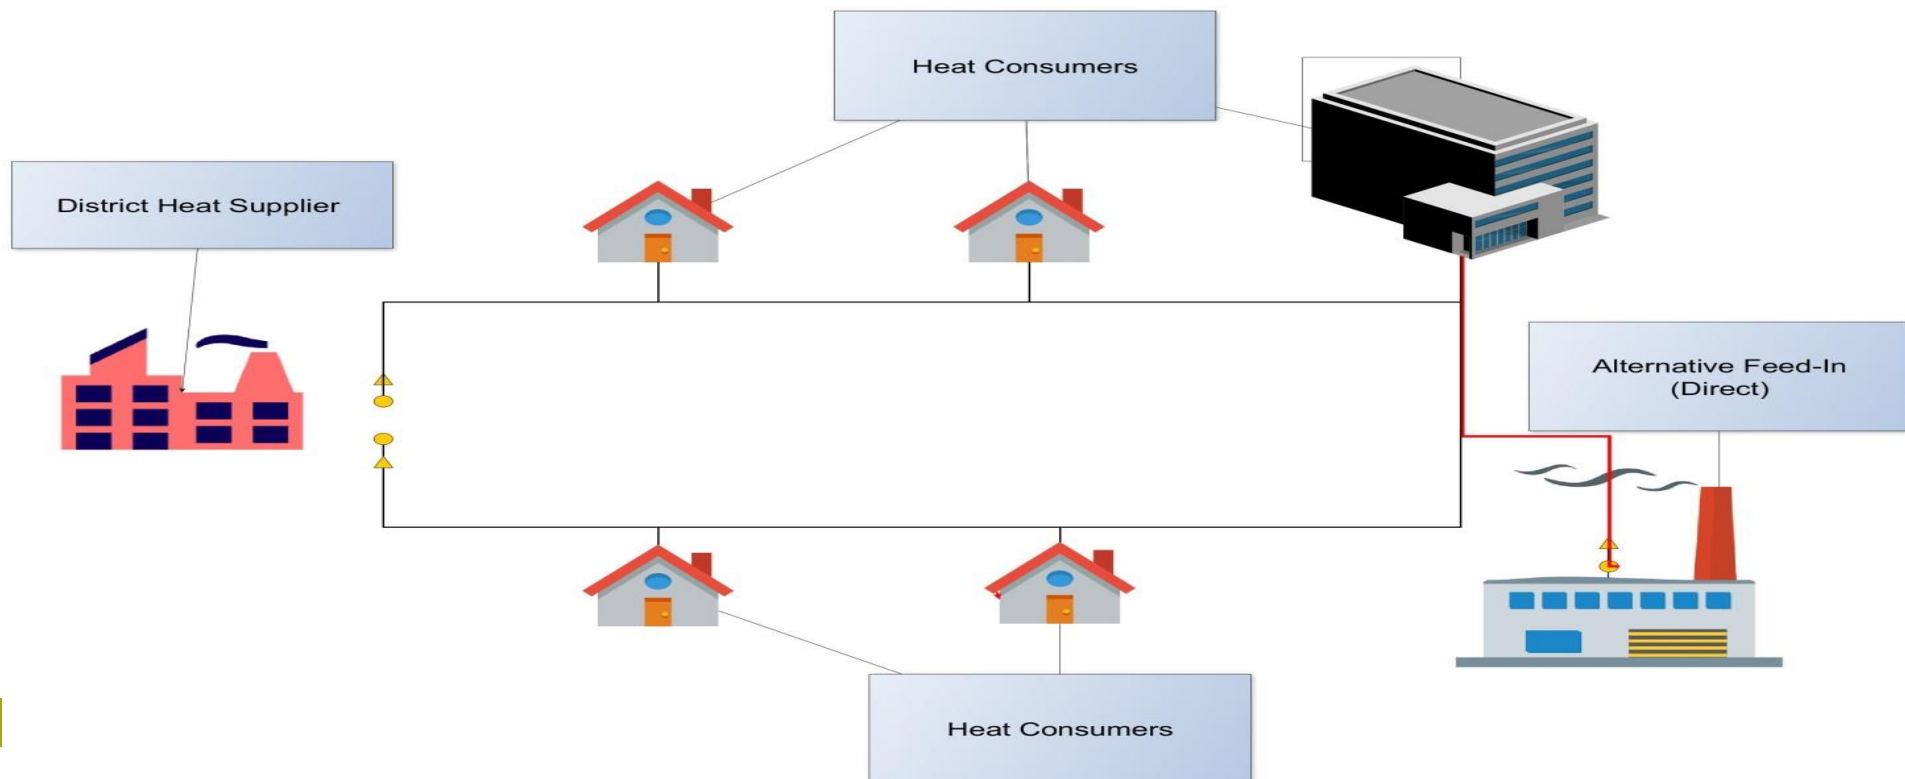 Heat Consumers
District Heat Supplier
Alternative Feed-In
(Direct)
Heat Consumers